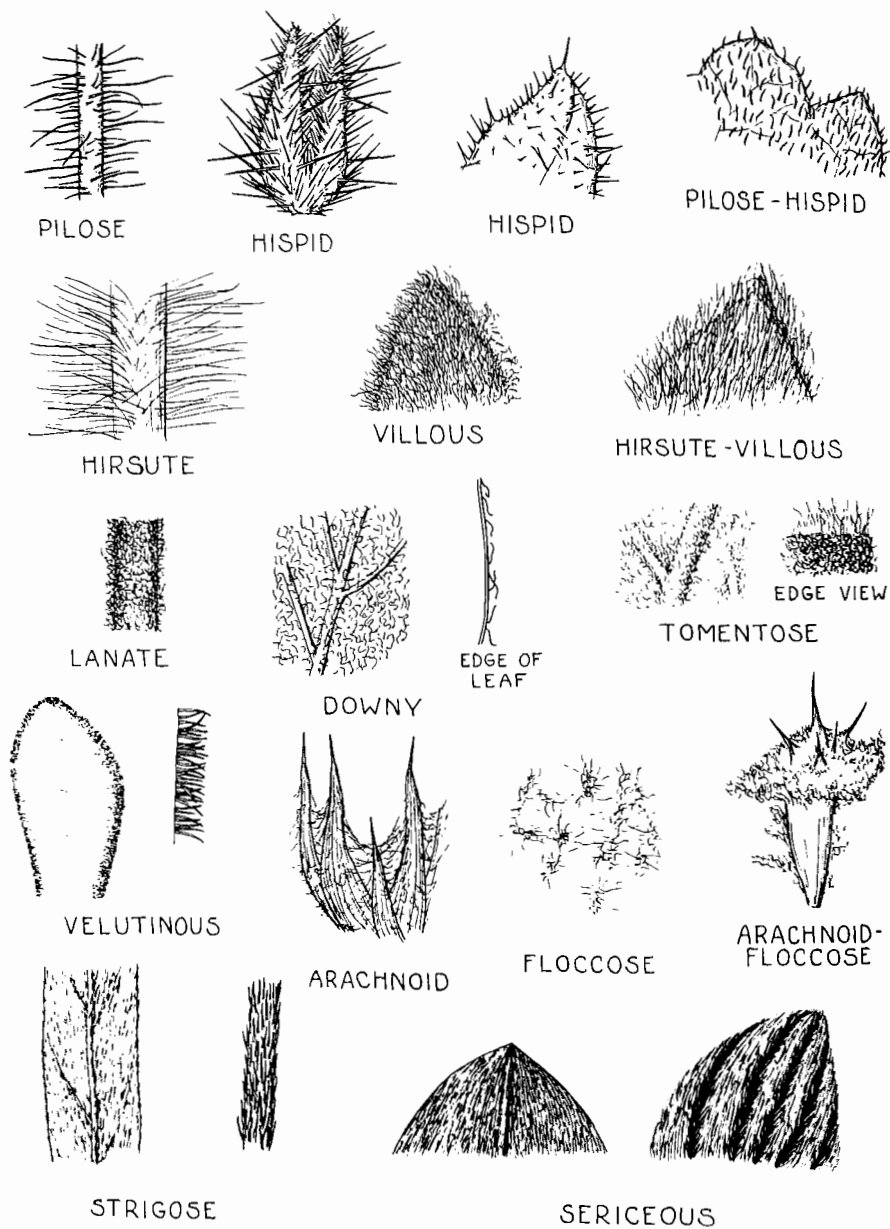 PILOSE
HISPID
HISPID
PILOSE-HISPID
HIRSUTE
VILLOUS
HIRSUTE-VILLOUS
LANATE
DOWNY
EDGE OF
LEAF
TOMENTOSE
EDGE VIEW
VELUTINOUS
ARACHNOID
FLOCCOSE
ARACHNOID-
FLOCCOSE
STRIGOSE
SERICEOUS